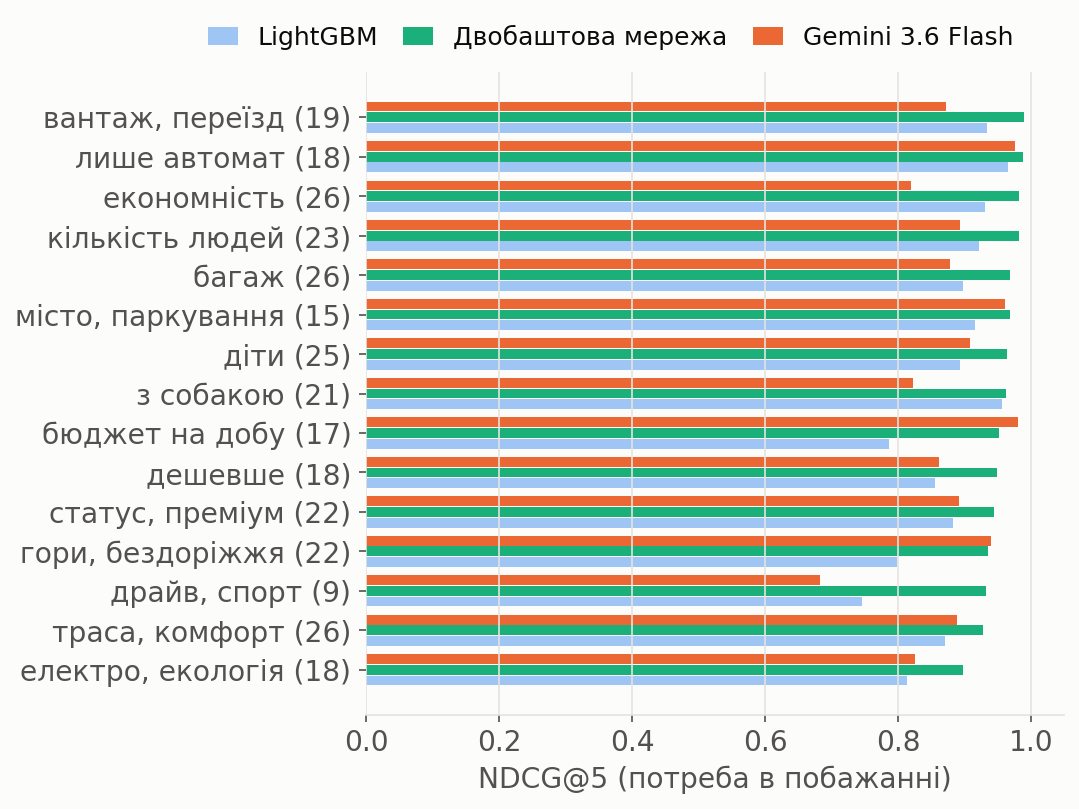 LightGBM Двобаштова мережа Gemini 3.6 Flash
вантаж, переїзд (19)
лише автомат (18)
економність (26)
кількість людей (23)
багаж (26)
місто, паркування (15)
діти (25)
з собакою (21)
бюджет на добу (17)
дешевше (18)
статус, преміум (22)
гори, бездоріжжя (22)
драйв, спорт (9)
траса, комфорт (26)
електро, екологія (18)
0.0 0.2 0.4 0.6 0.8 1.0
NDCG@5 (потреба в побажанні)